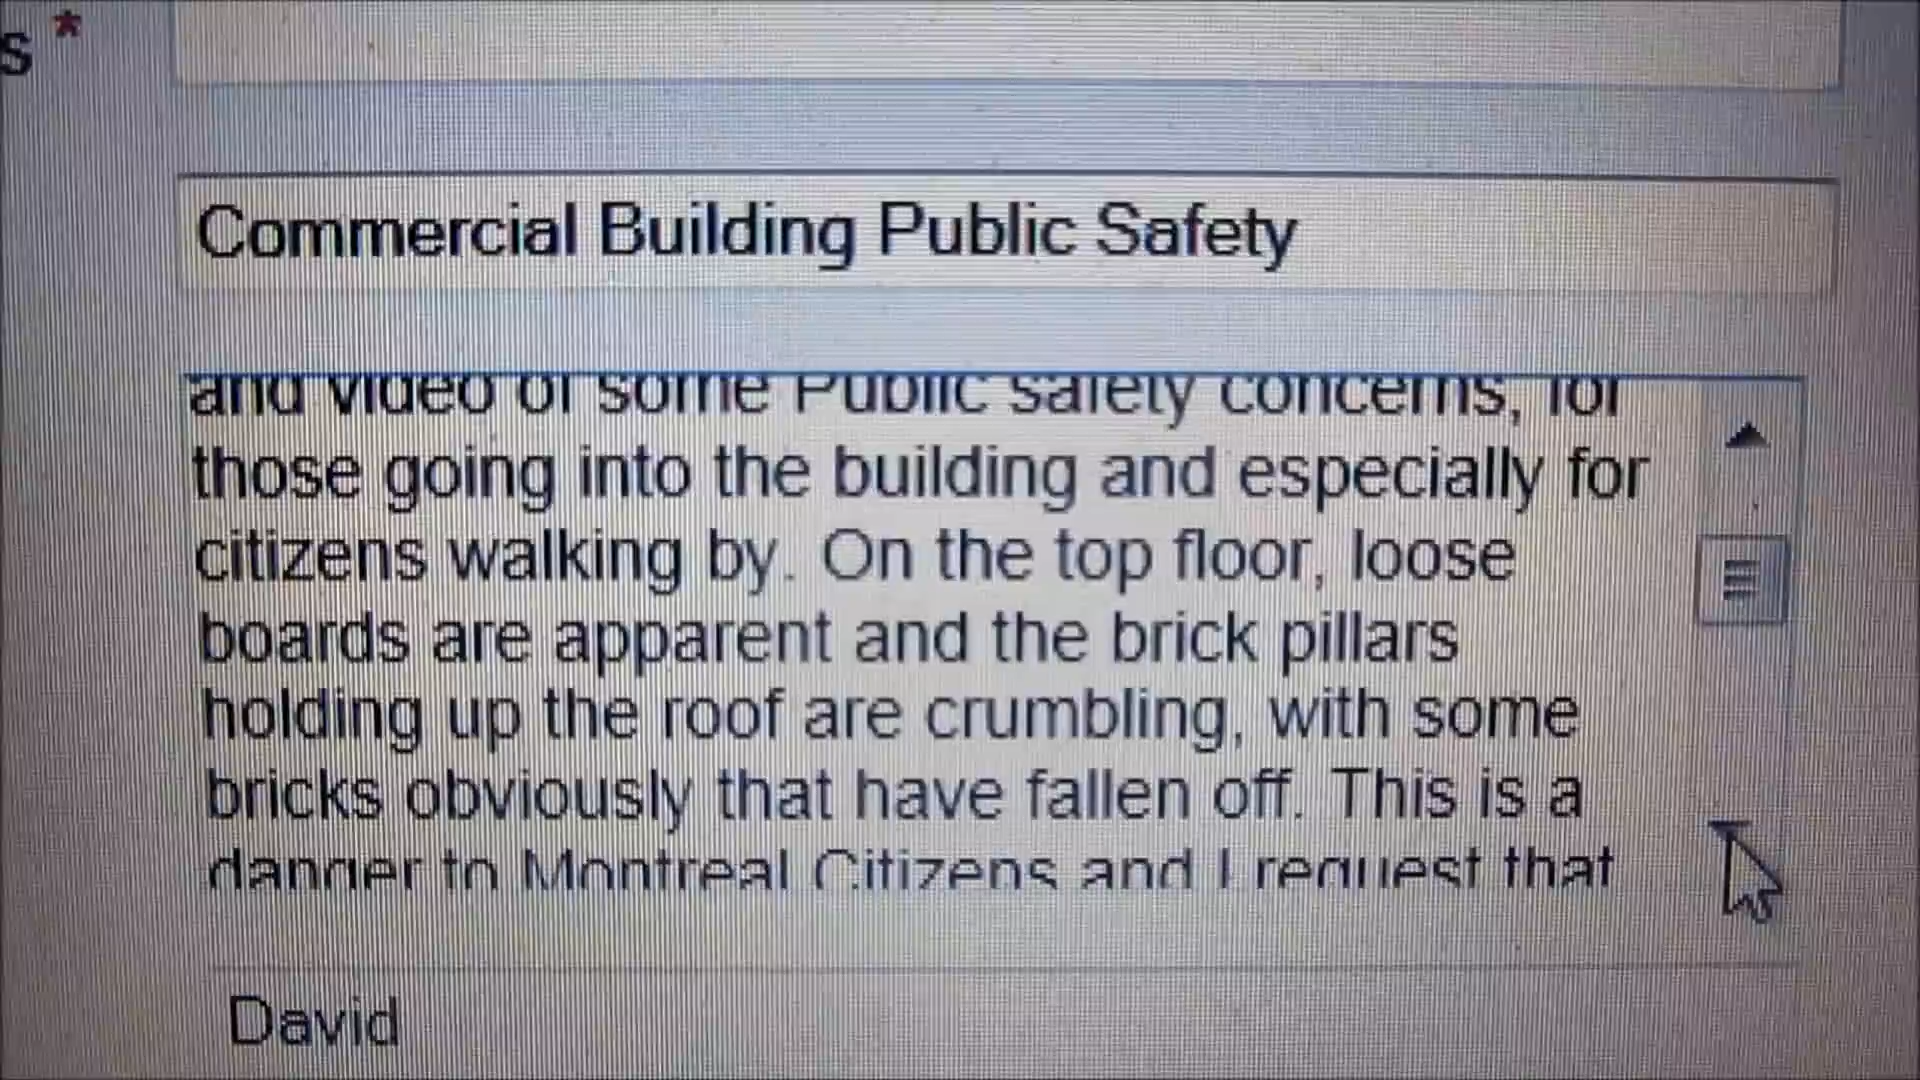 s *
Commercial Building Public Safety
and video of some Public safety concerns, for
those going into the building and especially for
citizens walking by. On the top floor, loose
boards are apparent and the brick pillars
holding up the roof are crumbling, with some
bricks obviously that have fallen off. This is a
danger to Montreal Citizens and I request that
David